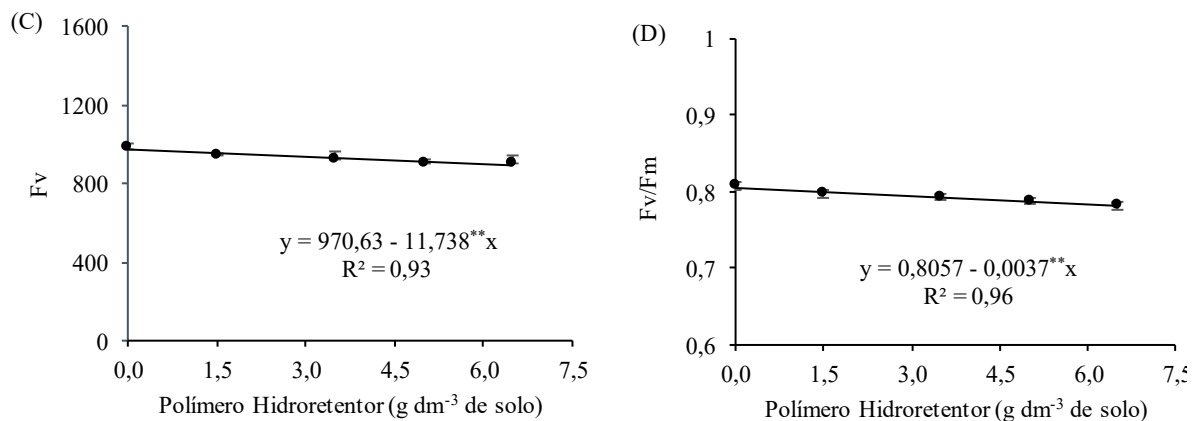 (C)
1600
1200
800
400
0
Fv
y = 970,63 - 11,738**x
R² = 0,93
0,0 1,5 3,0 4,5 6,0 7,5
Polímero Hidroretentor (g dm-3 de solo)
(D)
1
0,9
0,8
0,7
0,6
Fv/Fm
y = 0,8057 - 0,0037**x
R² = 0,96
0,0 1,5 3,0 4,5 6,0 7,5
Polímero Hidroretentor (g dm-3 de solo)